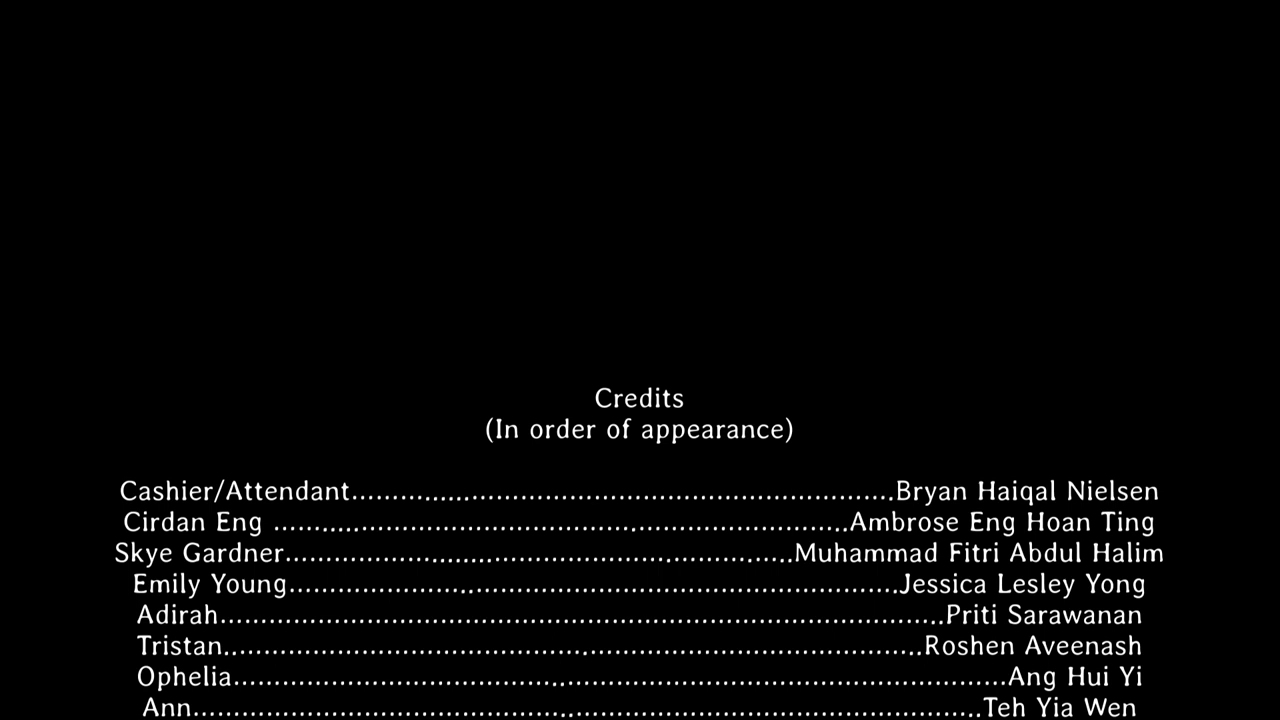 Credits
(In order of appearance)
Cashier/Attendant.....................................................................Bryan Haiqal Nielsen
Cirdan Eng .......................................................................Ambrose Eng Hoan Ting
Skye Gardner...............................................................Muhammad Fitri Abdul Halim
Emily Young...........................................................................Jessica Lesley Yong
Adirah.........................................................................................Priti Sarawanan
Tristan......................................................................................Roshen Aveenash
Ophelia................................................................................................Ang Hui Yi
Ann.................................................................................................Teh Yia Wen